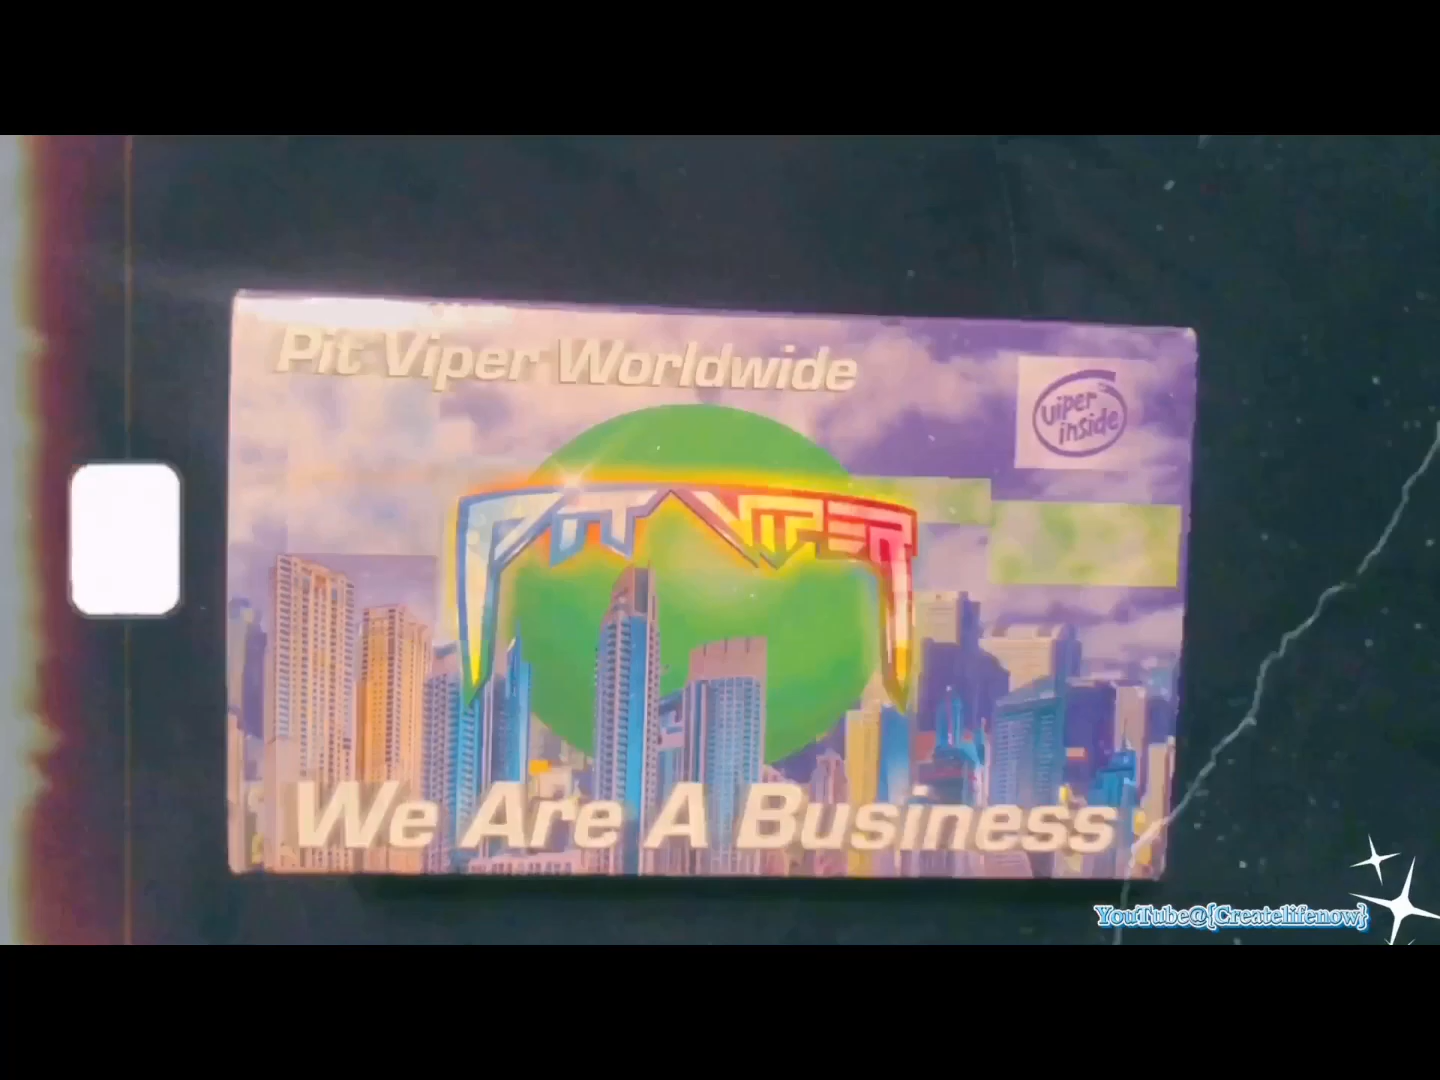 Pit Viper Worldwide
viper
inside
PIT VIPER
We Are A Business
YouTube@{Createlifenow}